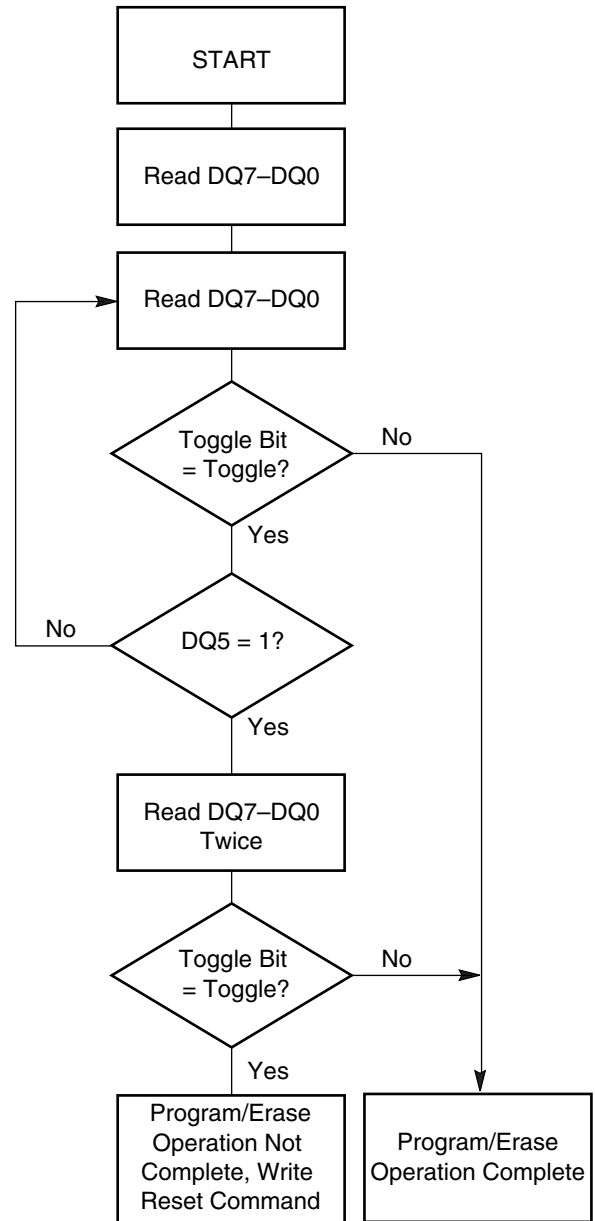 START
Read DQ7–DQ0
Read DQ7–DQ0
Toggle Bit
= Toggle?
No
Yes
No
DQ5 = 1?
Yes
Read DQ7–DQ0
Twice
Toggle Bit
= Toggle?
No
Yes
Program/Erase
Operation Not
Complete, Write
Reset Command
Program/Erase
Operation Complete